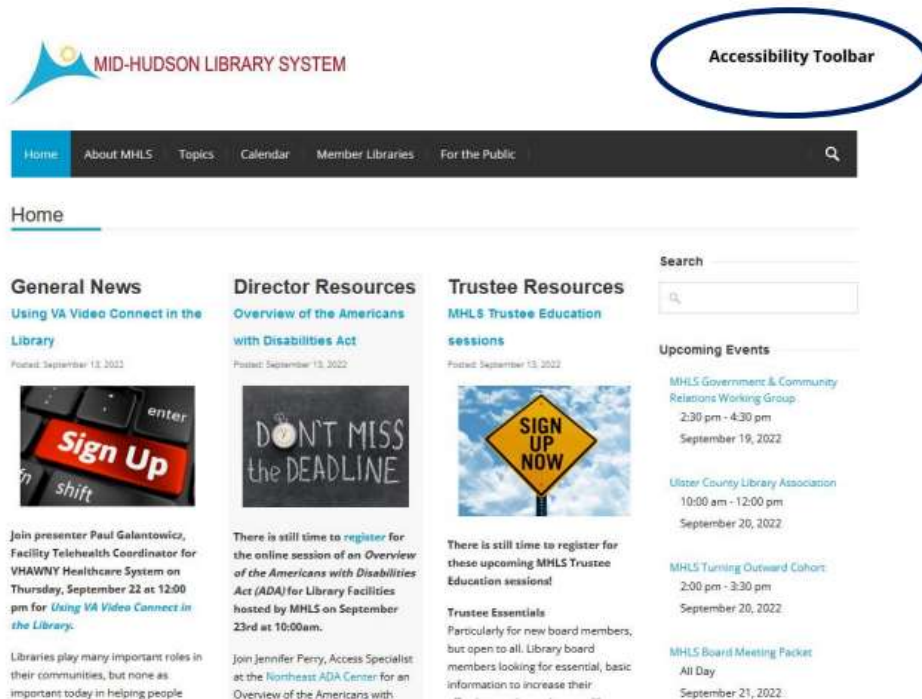 MID-HUDSON LIBRARY SYSTEM
Accessibility Toolbar
Home About MHLS Topics Calendar Member Libraries For the Public
Home
General News
Using VA Video Connect in the
Library
Posted: September 13, 2022
enter
Sign Up
fn shift
Join presenter Paul Galantowicz,
Facility Telehealth Coordinator for
VHAWNY Healthcare System on
Thursday, September 22 at 12:00
pm for Using VA Video Connect in
the Library.
Libraries play many important roles in
their communities, but none as
important today in helping people
Director Resources
Overview of the Americans
with Disabilities Act
Posted: September 13, 2022
DON'T MISS
the DEADLINE
There is still time to register for
the online session of an Overview
of the Americans with Disabilities
Act (ADA) for Library Facilities
hosted by MHLS on September
23rd at 10:00am.
Join Jennifer Perry, Access Specialist
at the Northeast ADA Center for an
Overview of the Americans with
Trustee Resources
MHLS Trustee Education
sessions
Posted: September 13, 2022
SIGN
UP
NOW
There is still time to register for
these upcoming MHLS Trustee
Education sessions!
Trustee Essentials
Particularly for new board members,
but open to all. Library board
members looking for essential, basic
information to increase their
Search
Upcoming Events
MHLS Government & Community
Relations Working Group
2:30 pm - 4:30 pm
September 19, 2022
Ulster County Library Association
10:00 am - 12:00 pm
September 20, 2022
MHLS Turning Outward Cohort
2:00 pm - 3:30 pm
September 20, 2022
MHLS Board Meeting Packet
All Day
September 21, 2022